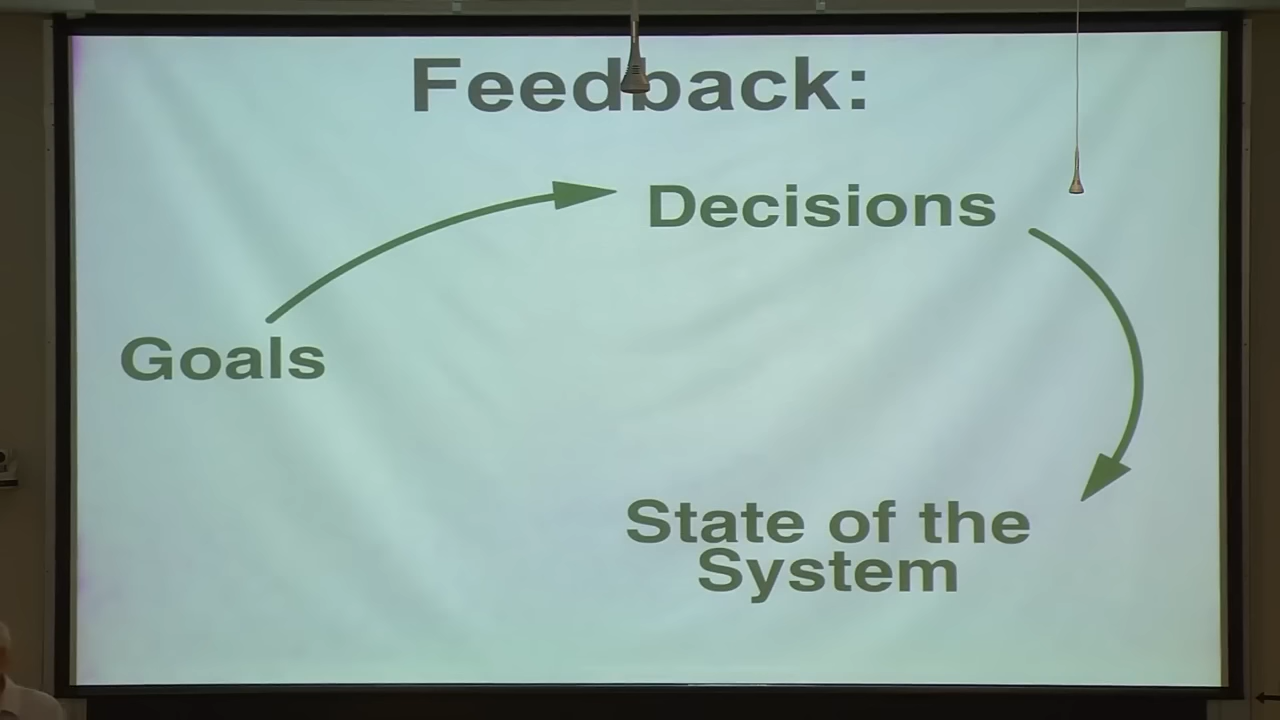 Feedback:
Decisions
Goals
State of the
System